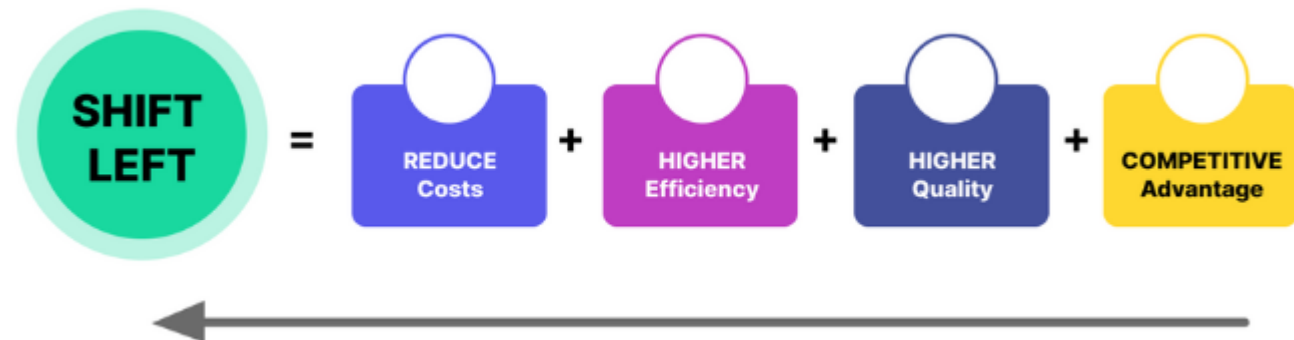 SHIFT
LEFT
=
REDUCE
Costs
+
HIGHER
Efficiency
+
HIGHER
Quality
+
COMPETITIVE
Advantage